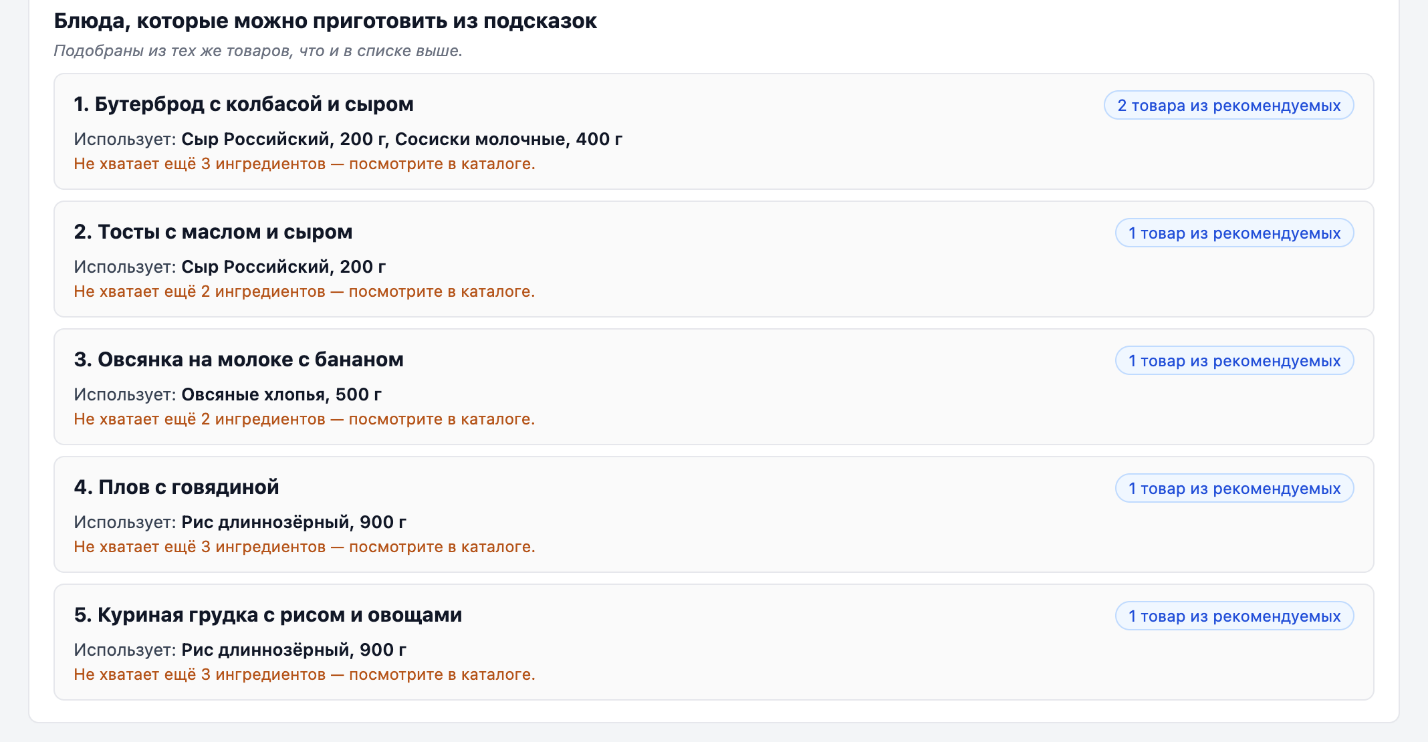 Блюда, которые можно приготовить из подсказок
Подобраны из тех же товаров, что и в списке выше.
1. Бутерброд с колбасой и сыром
2 товара из рекомендуемых
Использует: Сыр Российский, 200 г, Сосиски молочные, 400 г
Не хватает ещё 3 ингредиентов — посмотрите в каталоге.
2. Тосты с маслом и сыром
1 товар из рекомендуемых
Использует: Сыр Российский, 200 г
Не хватает ещё 2 ингредиентов — посмотрите в каталоге.
3. Овсянка на молоке с бананом
1 товар из рекомендуемых
Использует: Овсяные хлопья, 500 г
Не хватает ещё 2 ингредиентов — посмотрите в каталоге.
4. Плов с говядиной
1 товар из рекомендуемых
Использует: Рис длиннозёрный, 900 г
Не хватает ещё 3 ингредиентов — посмотрите в каталоге.
5. Куриная грудка с рисом и овощами
1 товар из рекомендуемых
Использует: Рис длиннозёрный, 900 г
Не хватает ещё 3 ингредиентов — посмотрите в каталоге.